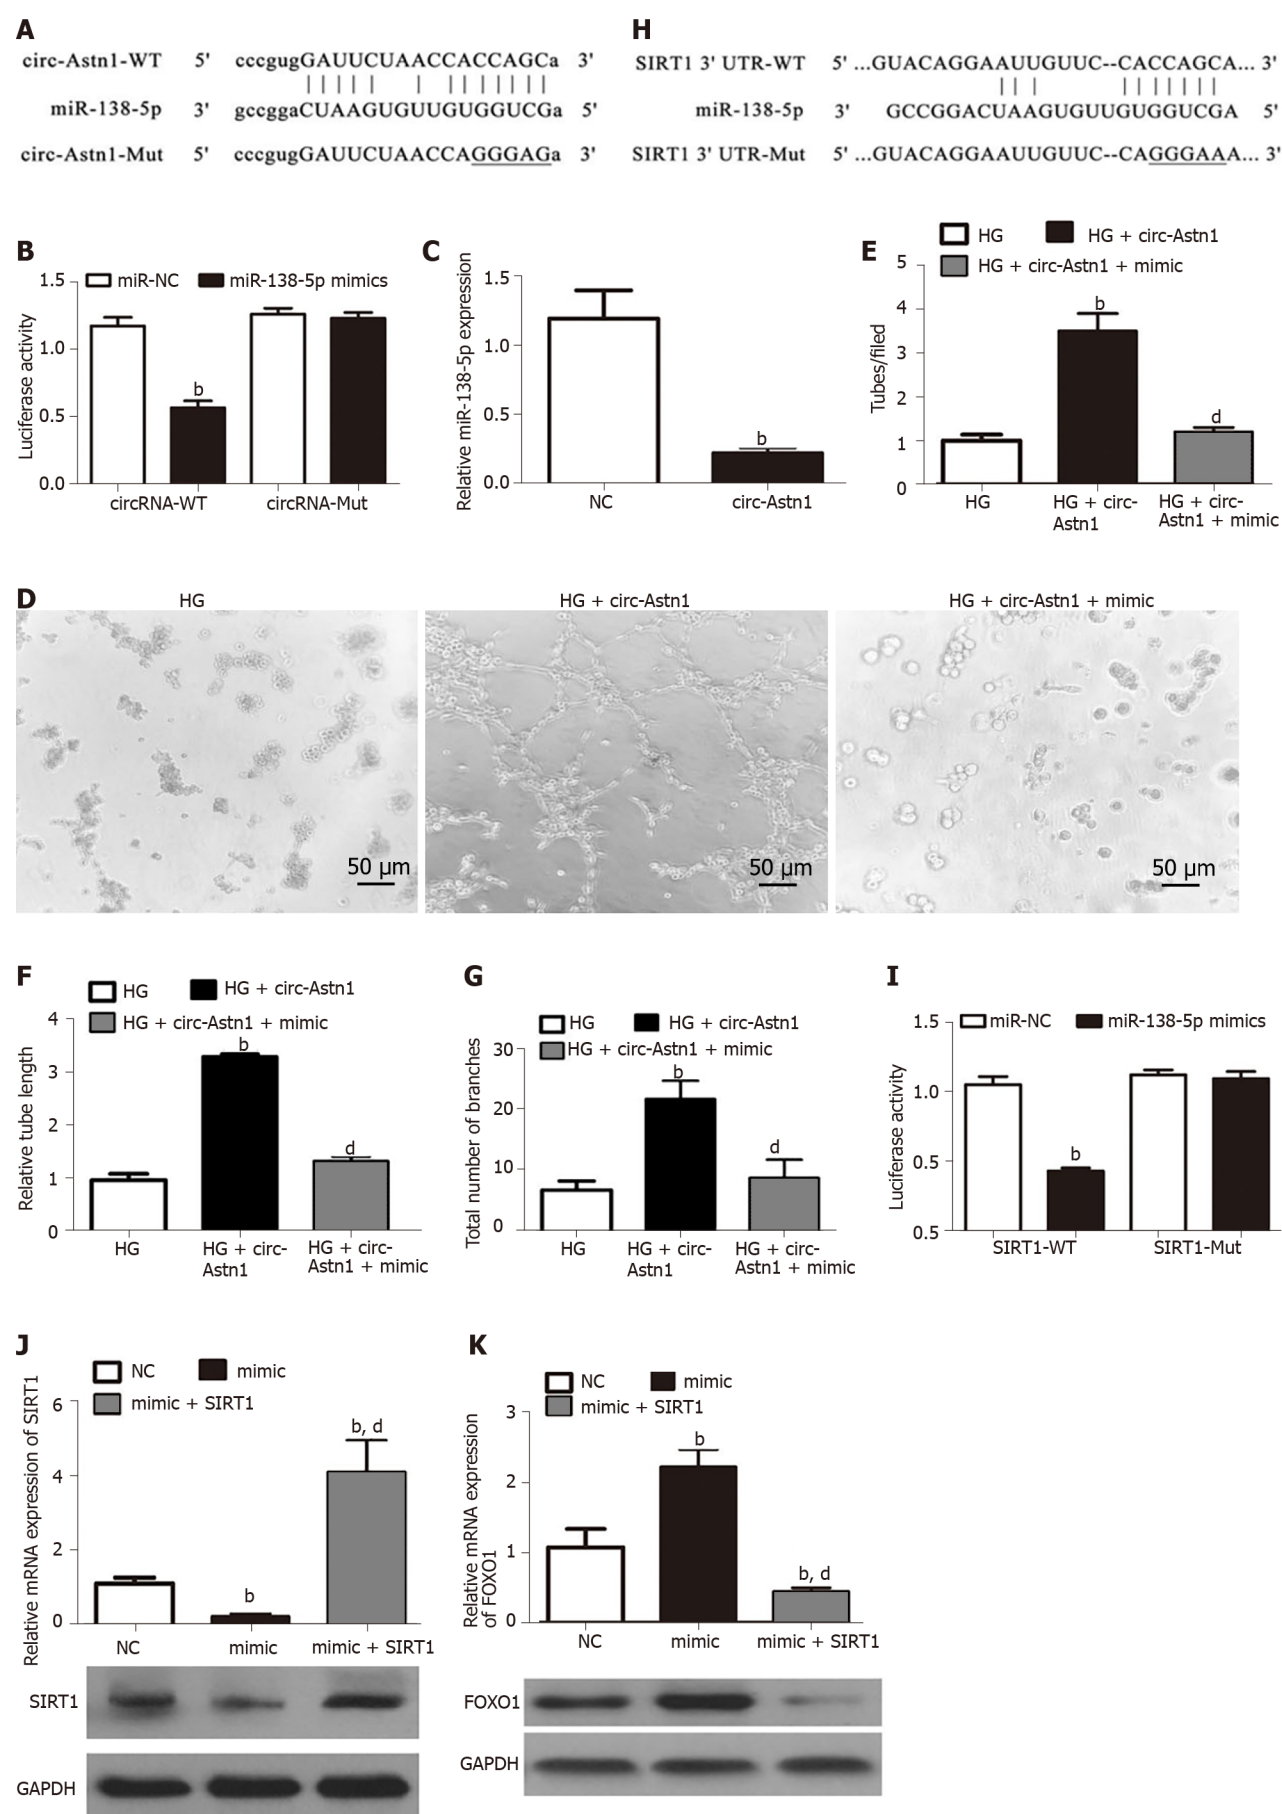 A
circ-Astn1-WT 5' cccgugGAUUCUAACCACCAGCa 3'
miR-138-5p 3' gccggaCUAAGUGUUGUGGUCGa 5'
circ-Astn1-Mut 5' cccgugGAUUCUAACCAGGGAGa 3'
H
SIRT1 3' UTR-WT 5' ...GUACAGGAAUUGUUC--CACCAGCA... 3'
miR-138-5p 3' GCCGGACUAAGUGUUGUGGUCGA 5'
SIRT1 3' UTR-Mut 5' ...GUACAGGAAUUGUUC--CAGGGAAA... 3'
B
miR-NC miR-138-5p mimics
Luciferase activity
1.5
1.0
0.5
0.0
b
circRNA-WT circRNA-Mut
C
Relative miR-138-5p expression
1.5
1.0
0.5
0.0
b
NC circ-Astn1
E
HG HG + circ-Astn1
HG + circ-Astn1 + mimic
Tubes/filed
5
4
3
2
1
0
b
d
HG HG + circ-
Astn1 HG + circ-
Astn1 + mimic
D
HG HG + circ-Astn1 HG + circ-Astn1 + mimic
50 μm 50 μm 50 μm
F
HG HG + circ-Astn1
HG + circ-Astn1 + mimic
Relative tube length
4
3
2
1
0
b
d
HG HG + circ-
Astn1 HG + circ-
Astn1 + mimic
G
HG HG + circ-Astn1
HG + circ-Astn1 + mimic
Total number of branches
30
20
10
0
b
d
HG HG + circ-
Astn1 HG + circ-
Astn1 + mimic
I
miR-NC miR-138-5p mimics
Luciferase activity
1.5
1.0
0.5
0.5
b
SIRT1-WT SIRT1-Mut
J
NC mimic
mimic + SIRT1
Relative mRNA expression of SIRT1
6
4
2
0
b
b, d
NC mimic mimic + SIRT1
SIRT1
GAPDH
K
NC mimic
mimic + SIRT1
Relative mRNA expression
of FOXO1
3
2
1
0
b
b, d
NC mimic mimic + SIRT1
FOXO1
GAPDH